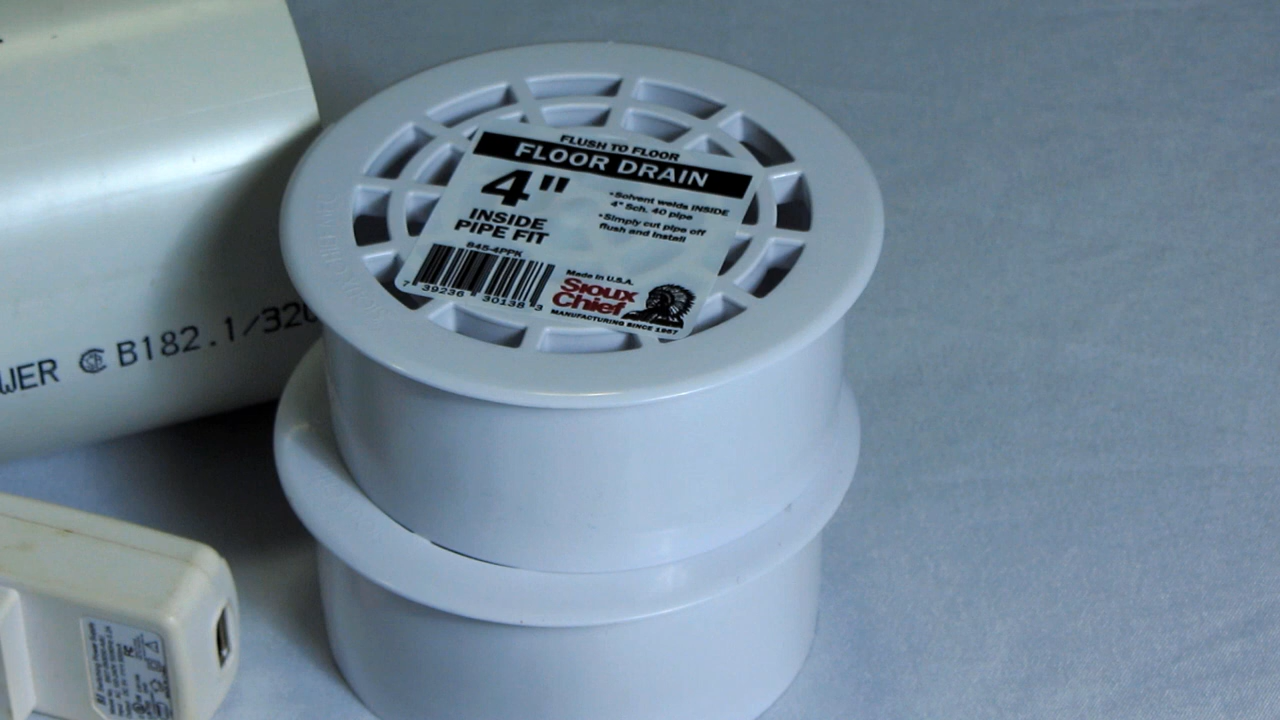 FLUSH TO FLOOR
FLOOR DRAIN
4"
INSIDE
PIPE FIT
•Solvent welds INSIDE
4" Sch. 40 pipe
•Simply cut pipe off
flush and install
845-4PPK
7 39236 30138 3
Made in U.S.A.
Sioux
Chief
MANUFACTURING SINCE 1957
WER B182.1/320